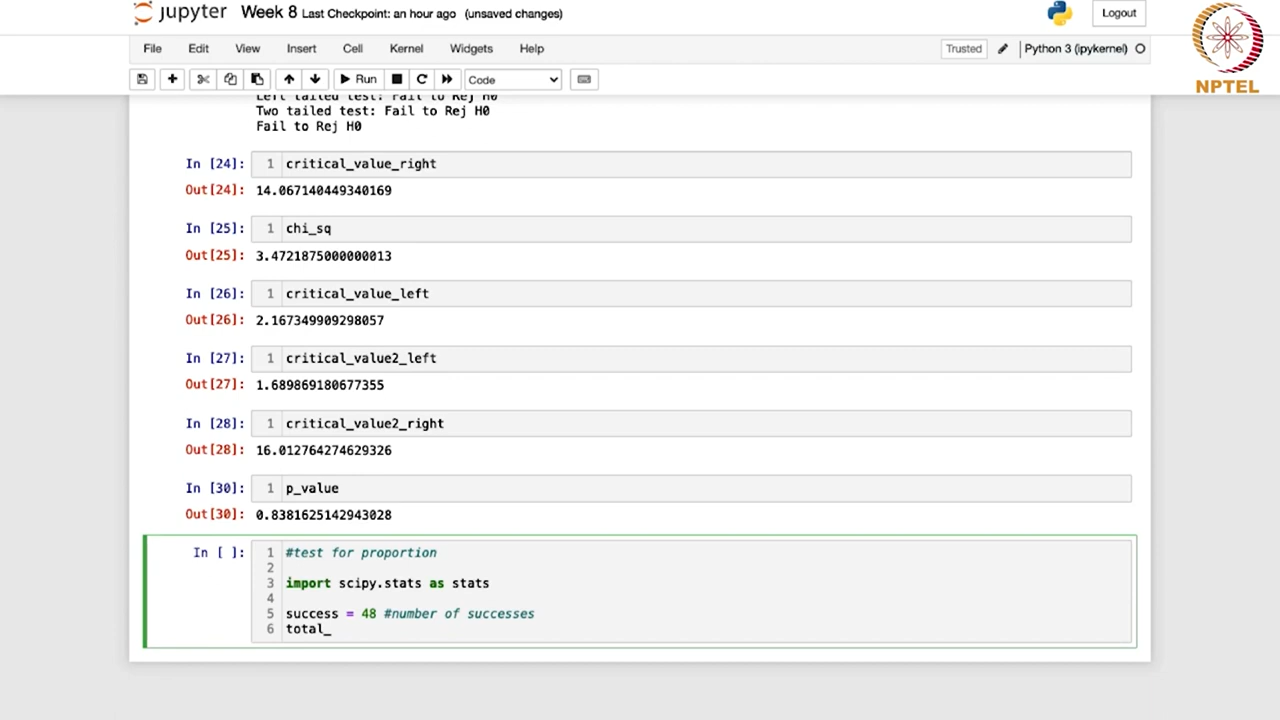 jupyter Week 8 Last Checkpoint: an hour ago (unsaved changes) Logout
File Edit View Insert Cell Kernel Widgets Help Trusted Python 3 (ipykernel)
Run Code
NPTEL
Left tailed test: Fail to Rej H0
Two tailed test: Fail to Rej H0
Fail to Rej H0
In [24]: 1 critical_value_right
Out[24]: 14.067140449340169
In [25]: 1 chi_sq
Out[25]: 3.4721875000000013
In [26]: 1 critical_value_left
Out[26]: 2.167349909298057
In [27]: 1 critical_value2_left
Out[27]: 1.689869180677355
In [28]: 1 critical_value2_right
Out[28]: 16.012764274629326
In [30]: 1 p_value
Out[30]: 0.8381625142943028
In [ ]: 1 #test for proportion
2
3 import scipy.stats as stats
4
5 success = 48 #number of successes
6 total_